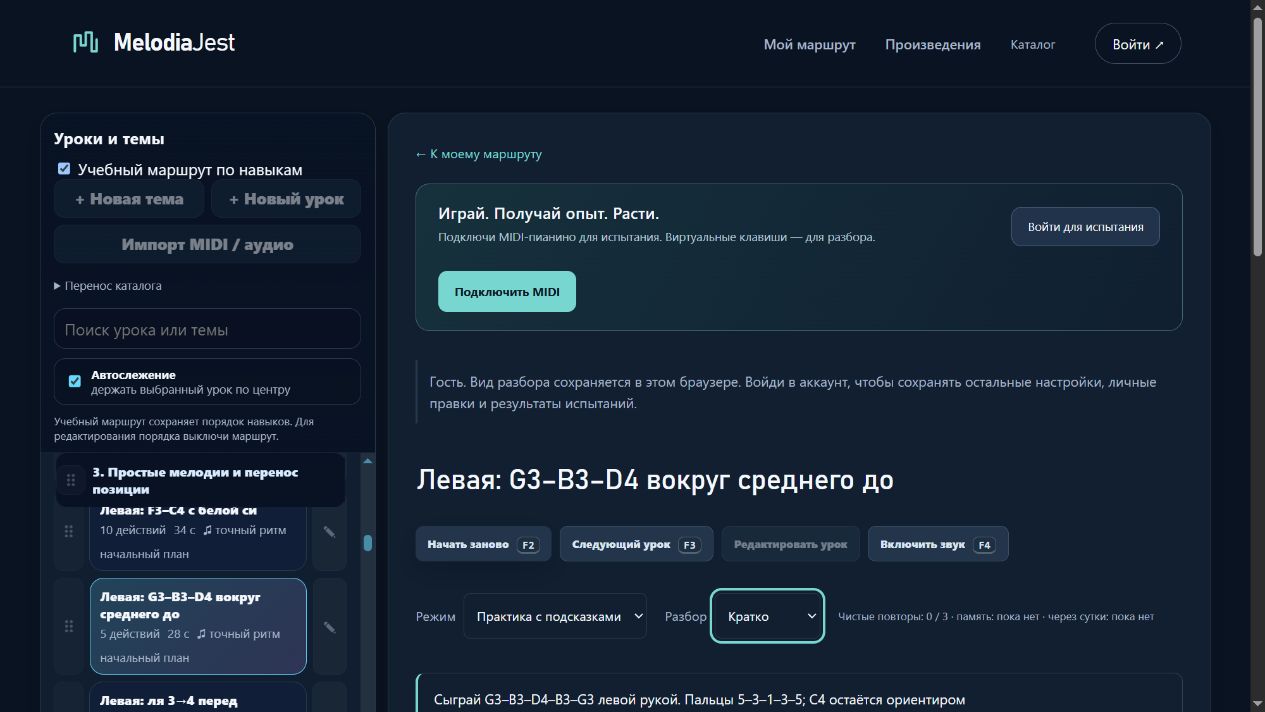 MelodiaJest
Мой маршрут
Произведения
Каталог
Войти ↗
Уроки и темы
Учебный маршрут по навыкам
+ Новая тема
+ Новый урок
Импорт MIDI / аудио
▶ Перенос каталога
Поиск урока или темы
Автослежение
держать выбранный урок по центру
Учебный маршрут сохраняет порядок навыков. Для
редактирования порядка выключи маршрут.
3. Простые мелодии и перенос
позиции
Левая: F3–C4 с белой си
10 действий 34 с ♫ точный ритм
начальный план
Левая: G3–B3–D4 вокруг
среднего до
5 действий 28 с ♫ точный ритм
начальный план
Левая: ля 3→4 перед
← К моему маршруту
Играй. Получай опыт. Расти.
Подключи MIDI-пианино для испытания. Виртуальные клавиши — для разбора.
Войти для испытания
Подключить MIDI
Гость. Вид разбора сохраняется в этом браузере. Войди в аккаунт, чтобы сохранять остальные настройки, личные
правки и результаты испытаний.
Левая: G3–B3–D4 вокруг среднего до
Начать заново F2
Следующий урок F3
Редактировать урок
Включить звук F4
Режим
Практика с подсказками
Разбор
Кратко
Чистые повторы: 0 / 3 · память: пока нет · через сутки: пока нет
Сыграй G3–B3–D4–B3–G3 левой рукой. Пальцы 5–3–1–3–5; C4 остаётся ориентиром